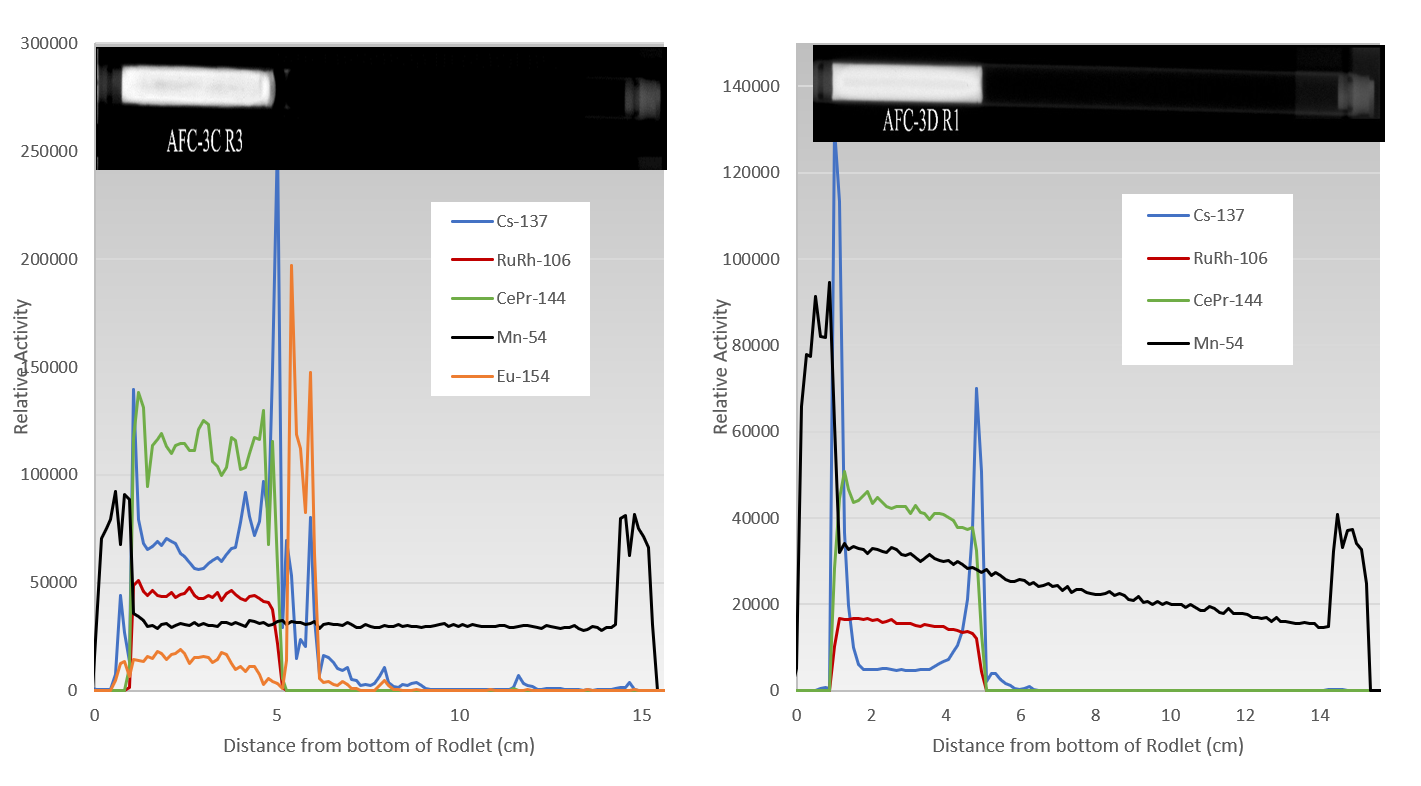 AFC-3C R3
300000
250000
200000
150000
100000
50000
0
Relative Activity
Cs-137
RuRh-106
CePr-144
Mn-54
Eu-154
0 5 10 15
Distance from bottom of Rodlet (cm)
AFC-3D R1
140000
120000
100000
80000
60000
40000
20000
0
Relative Activity
Cs-137
RuRh-106
CePr-144
Mn-54
0 2 4 6 8 10 12 14
Distance from bottom of Rodlet (cm)